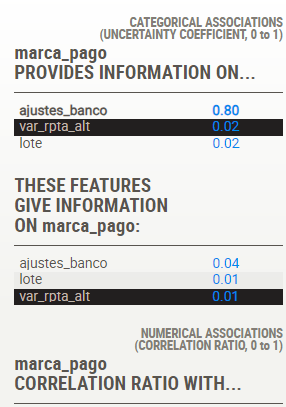 CATEGORICAL ASSOCIATIONS
(UNCERTAINTY COEFFICIENT, 0 to 1)
marca_pago
PROVIDES INFORMATION ON...
ajustes_banco 0.80
var_rpta_alt 0.02
lote 0.02
THESE FEATURES
GIVE INFORMATION
ON marca_pago:
ajustes_banco 0.04
lote 0.01
var_rpta_alt 0.01
NUMERICAL ASSOCIATIONS
(CORRELATION RATIO, 0 to 1)
marca_pago
CORRELATION RATIO WITH...